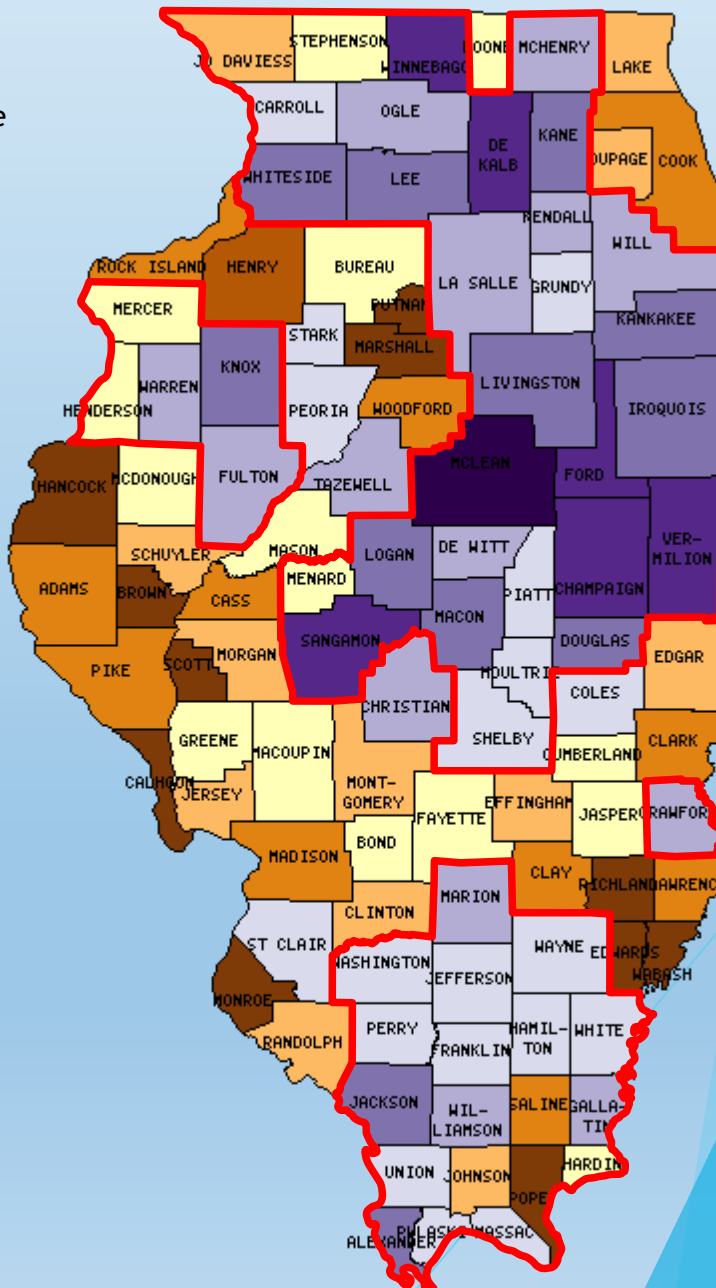 e
JO DAVIESS
STEPHENSON
WINNEBAGO
BOONE
MCHENRY
LAKE
CARROLL
OGLE
DE
KALB
KANE
DUPAGE
COOK
WHITESIDE
LEE
KENDALL
WILL
ROCK ISLAND
HENRY
BUREAU
LA SALLE
GRUNDY
PUTNAM
MERCER
KANKAKEE
STARK
MARSHALL
KNOX
WARREN
LIVINGSTON
HENDERSON
PEORIA
WOODFORD
IROQUOIS
MCLEAN
FORD
HANCOCK
MCDONOUGH
FULTON
TAZEWELL
VER-
MILION
MASON
LOGAN
DE WITT
SCHUYLER
MENARD
PIATT
CHAMPAIGN
ADAMS
BROWN
CASS
MACON
SANGAMON
DOUGLAS
EDGAR
PIKE
SCOTT
MORGAN
MOULTRIE
COLES
CHRISTIAN
SHELBY
GREENE
MACOUPIN
CUMBERLAND
CLARK
CALHOUN
JERSEY
MONT-
GOMERY
FAYETTE
EFFINGHAM
JASPER
CRAWFORD
MADISON
BOND
CLAY
RICHLAND
LAWRENCE
MARION
CLINTON
ST CLAIR
WASHINGTON
JEFFERSON
WAYNE
EDWARDS
WABASH
MONROE
RANDOLPH
PERRY
FRANKLIN
HAMIL-
TON
WHITE
JACKSON
WIL-
LIAMSON
SALINE
GALLA-
TIN
UNION
JOHNSON
POPE
HARDIN
ALEXANDER
PULASKI
MASSAC